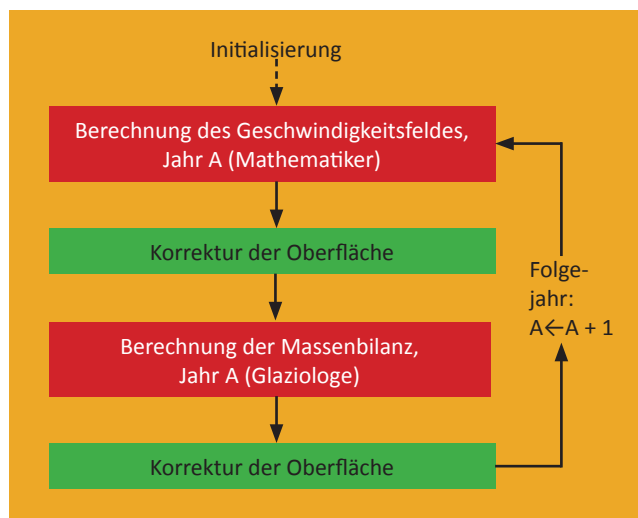 Initialisierung
Berechnung des Geschwindigkeitsfeldes,
Jahr A (Mathematiker)
Korrektur der Oberfläche
Folge-
jahr:
A←A + 1
Berechnung der Massenbilanz,
Jahr A (Glaziologe)
Korrektur der Oberfläche